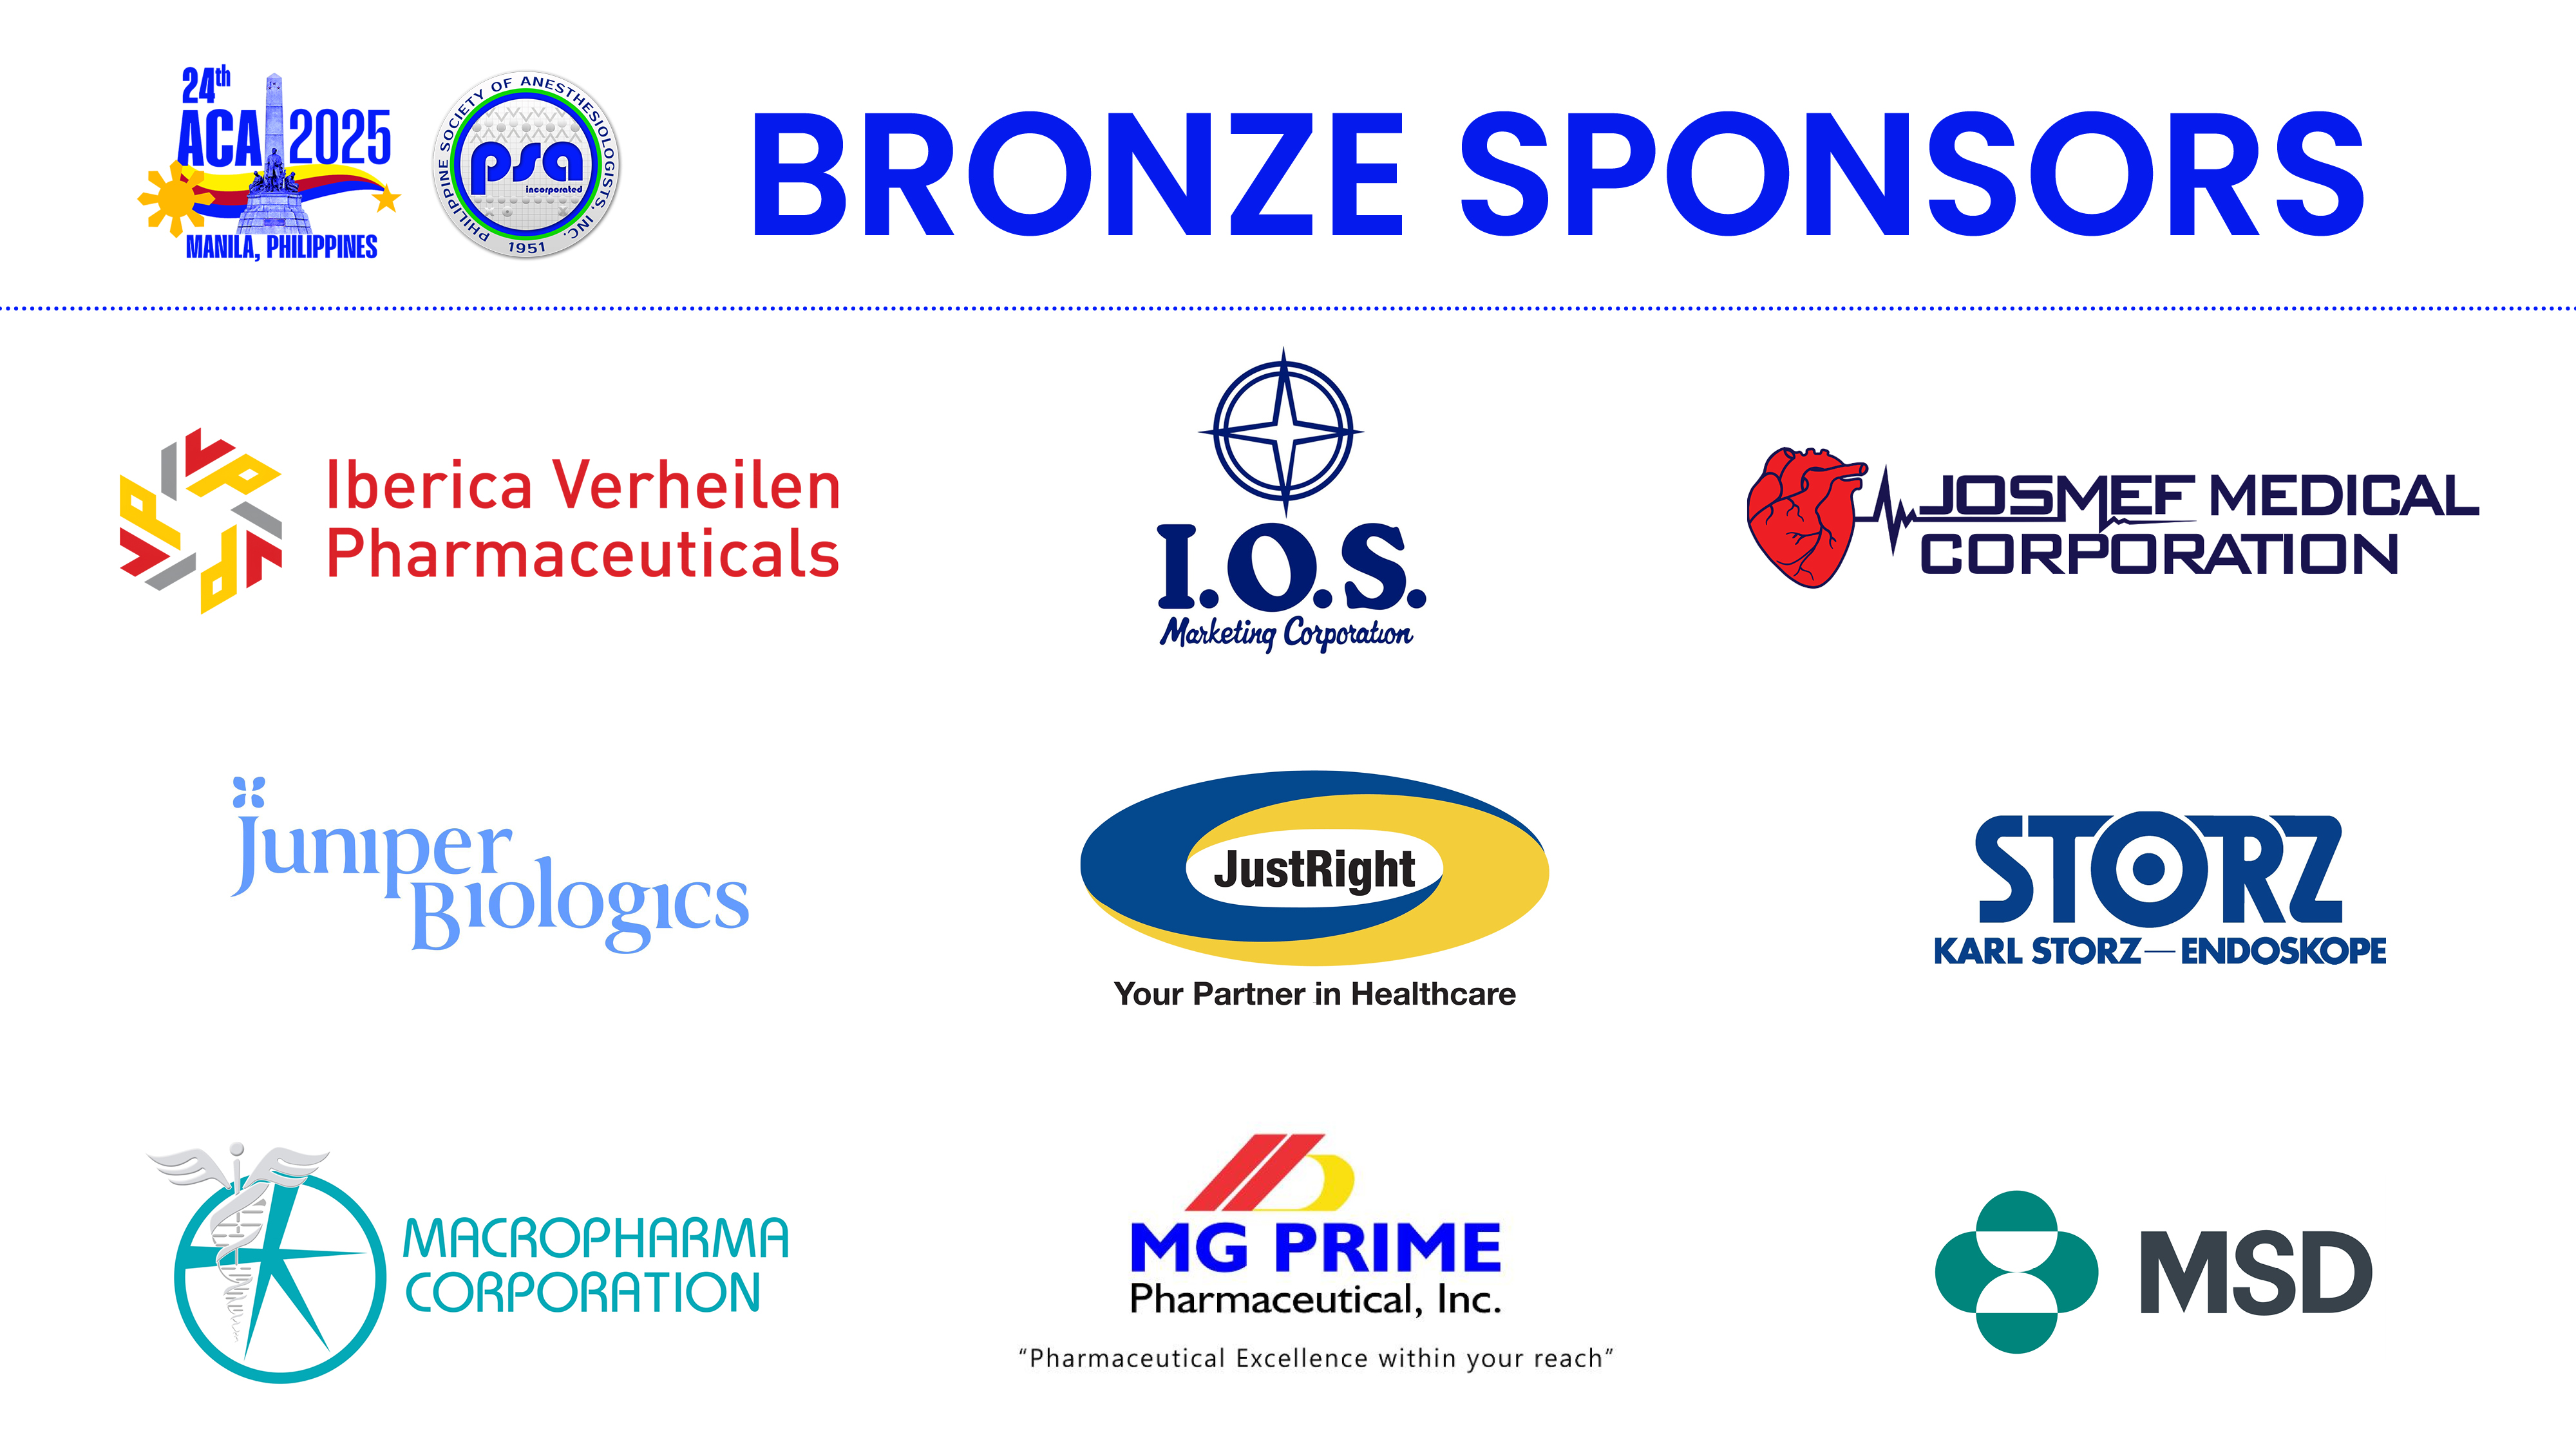 24th
ACA 2025
MANILA, PHILIPPINES
PHILIPPINE SOCIETY OF ANESTHESIOLOGISTS, INC.
psa
incorporated
1951
BRONZE SPONSORS
Iberica Verheilen
Pharmaceuticals
I.O.S.
Marketing Corporation
JOSMEF MEDICAL
CORPORATION
Juniper
Biologics
JustRight
Your Partner in Healthcare
STORZ
KARL STORZ—ENDOSKOPE
MACROPHARMA
CORPORATION
MG PRIME
Pharmaceutical, Inc.
“Pharmaceutical Excellence within your reach”
MSD